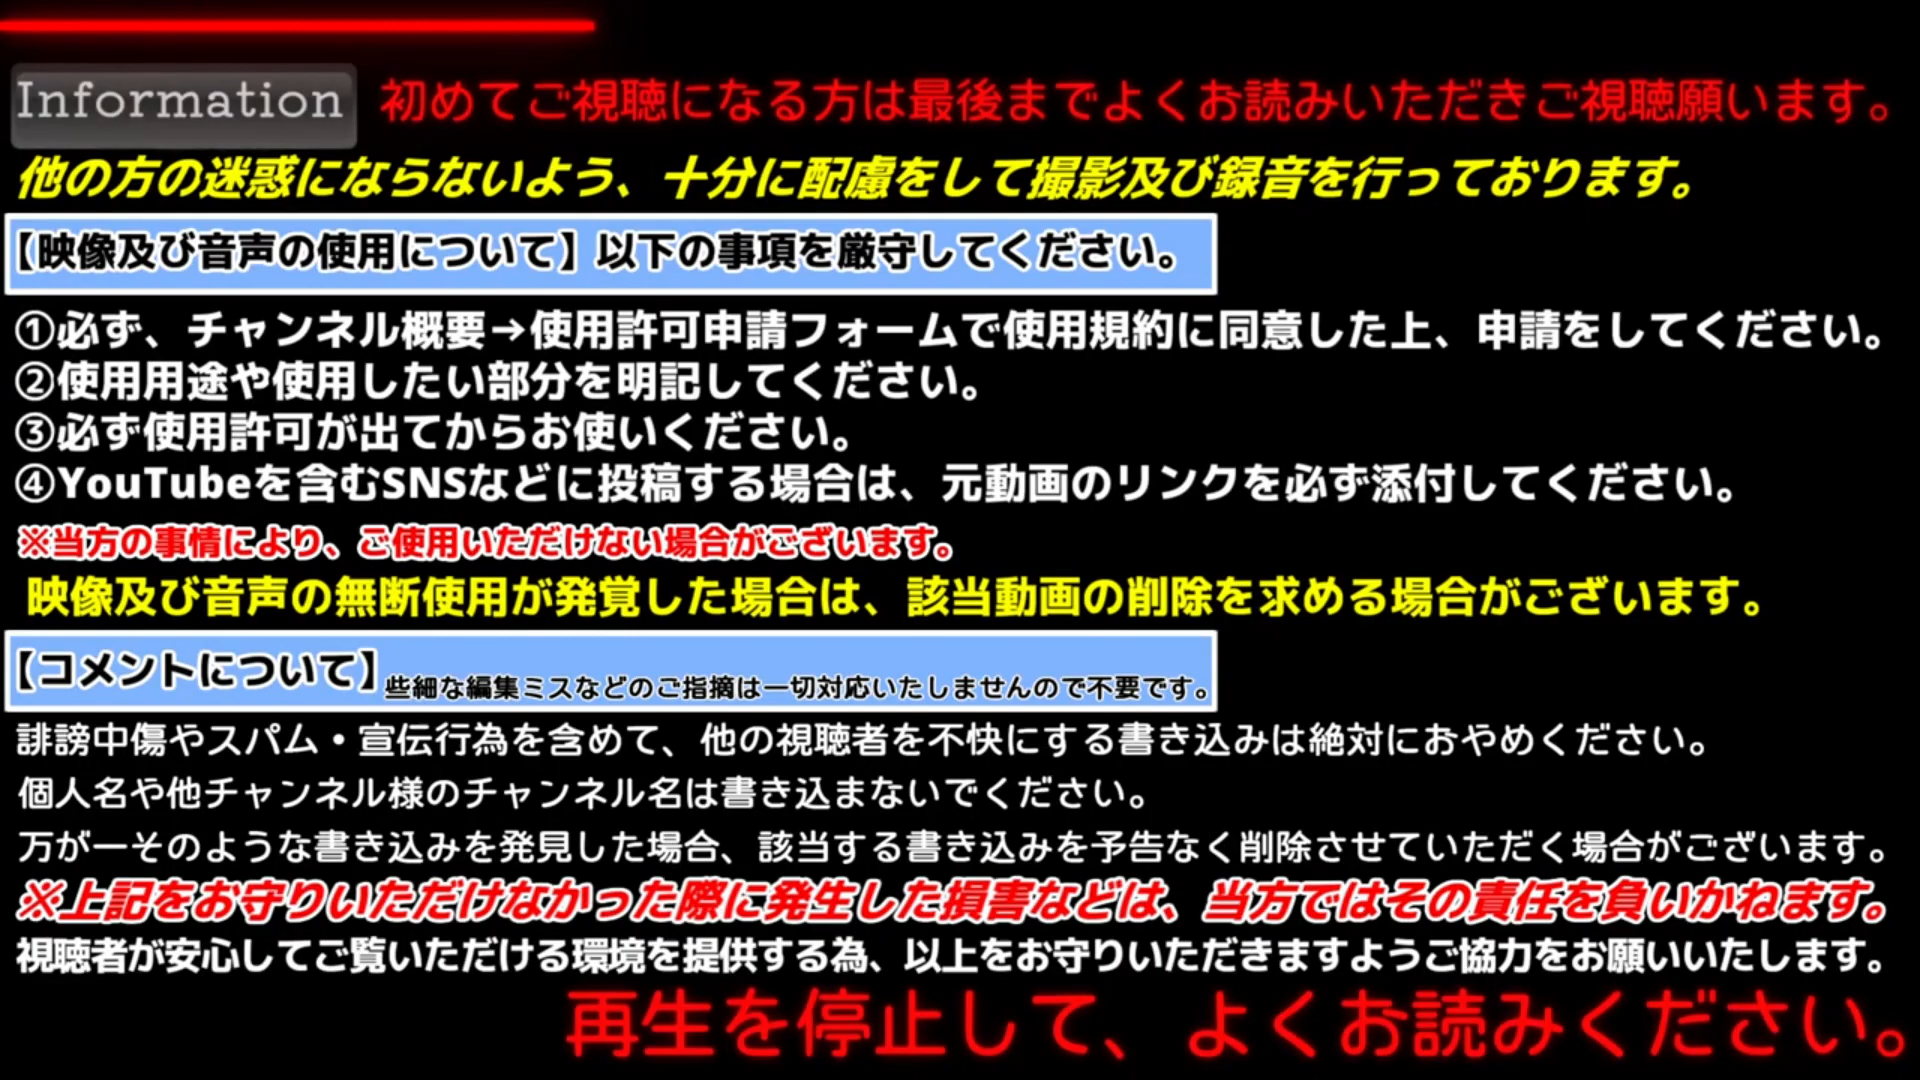 Information 初めてご視聴になる方は最後までよくお読みいただきご視聴願います。
他の方の迷惑にならないよう、十分に配慮をして撮影及び録音を行っております。
【映像及び音声の使用について】以下の事項を厳守してください。
①必ず、チャンネル概要→使用許可申請フォームで使用規約に同意した上、申請をしてください。
②使用用途や使用したい部分を明記してください。
③必ず使用許可が出てからお使いください。
④YouTubeを含むSNSなどに投稿する場合は、元動画のリンクを必ず添付してください。
※当方の事情により、ご使用いただけない場合がございます。
映像及び音声の無断使用が発覚した場合は、該当動画の削除を求める場合がございます。
【コメントについて】些細な編集ミスなどのご指摘は一切対応いたしませんので不要です。
誹謗中傷やスパム・宣伝行為を含めて、他の視聴者を不快にする書き込みは絶対におやめください。
個人名や他チャンネル様のチャンネル名は書き込まないでください。
万が一そのような書き込みを発見した場合、該当する書き込みを予告なく削除させていただく場合がございます。
※上記をお守りいただけなかった際に発生した損害などは、当方ではその責任を負いかねます。
視聴者が安心してご覧いただける環境を提供する為、以上をお守りいただきますようご協力をお願いいたします。
再生を停止して、よくお読みください。